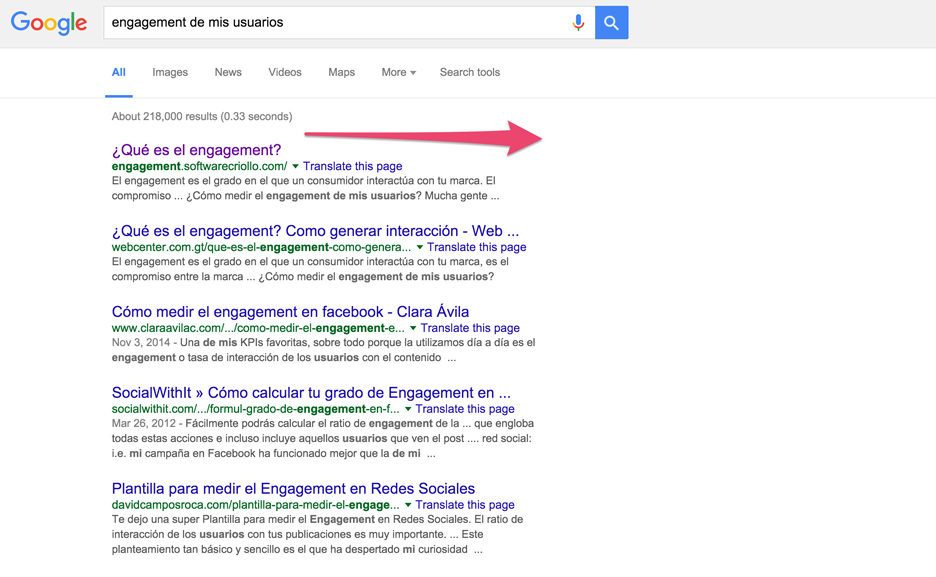 Google
engagement de mis usuarios
All Images News Videos Maps More Search tools
About 218,000 results (0.33 seconds)
¿Qué es el engagement?
engagement.softwarecriollo.com/ Translate this page
El engagement es el grado en el que un consumidor interactúa con tu marca. El
compromiso ... ¿Cómo medir el engagement de mis usuarios? Mucha gente ...
¿Qué es el engagement? Como generar interacción - Web ...
webcenter.com.gt/que-es-el-engagement-como-genera... Translate this page
El engagement es el grado en el que un consumidor interactúa con tu marca, es el
compromiso entre la marca ... ¿Cómo medir el engagement de mis usuarios?
Cómo medir el engagement en facebook - Clara Ávila
www.claraavilac.com/.../como-medir-el-engagement-e... Translate this page
Nov 3, 2014 - Una de mis KPIs favoritas, sobre todo porque la utilizamos día a día es el
engagement o tasa de interacción de los usuarios con el contenido ...
SocialWithIt » Cómo calcular tu grado de Engagement en ...
socialwithit.com/.../formul-grado-de-engagement-en-f... Translate this page
Mar 26, 2012 - Fácilmente podrás calcular el ratio de engagement de la ... que engloba
todas estas acciones e incluso incluye aquellos usuarios que ven el post .... red social:
i.e. mi campaña en Facebook ha funcionado mejor que la de mi ...
Plantilla para medir el Engagement en Redes Sociales
davidcamposroca.com/plantilla-para-medir-el-engage... Translate this page
Te dejo una super Plantilla para medir el Engagement en Redes Sociales. El ratio de
interacción de los usuarios con tus publicaciones es muy importante. ... Este
planteamiento tan básico y sencillo es el que ha despertado mi curiosidad ...